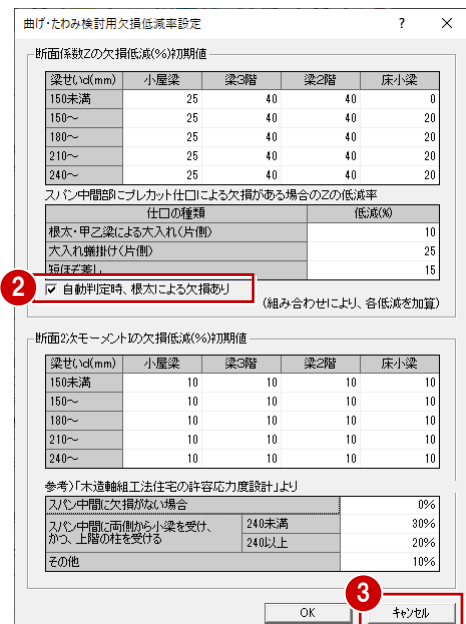 曲げ・たわみ検討用欠損低減率設定 ? ×
断面係数Zの欠損低減(%)初期値
梁せいd(mm) 小屋梁 梁3階 梁2階 床小梁
150未満 25 40 40 0
150～ 25 40 40 20
180～ 25 40 40 20
210～ 25 40 40 20
240～ 25 40 40 20
スパン中間部にプレカット仕口による欠損がある場合のZの低減率
仕口の種類 低減(%)
根太・甲乙梁による大入れ(片側) 10
大入れ蟻掛け(片側) 25
短ほぞ差し 15
2
自動判定時、根太による欠損あり
(組み合わせにより、各低減を加算)
断面2次モーメントIの欠損低減(%)初期値
梁せいd(mm) 小屋梁 梁3階 梁2階 床小梁
150未満 10 10 10 10
150～ 10 10 10 10
180～ 10 10 10 10
210～ 10 10 10 10
240～ 10 10 10 10
参考)「木造軸組工法住宅の許容応力度設計」より
スパン中間に欠損がない場合 0%
スパン中間に両側から小梁を受け、 240未満 30%
かつ、上階の柱を受ける 240以上 20%
その他 10%
3
OK キャンセル